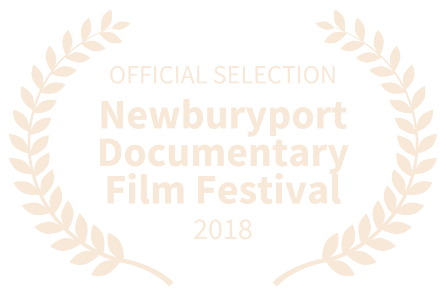 OFFICIAL SELECTION
Newburyport
Documentary
Film Festival
2018